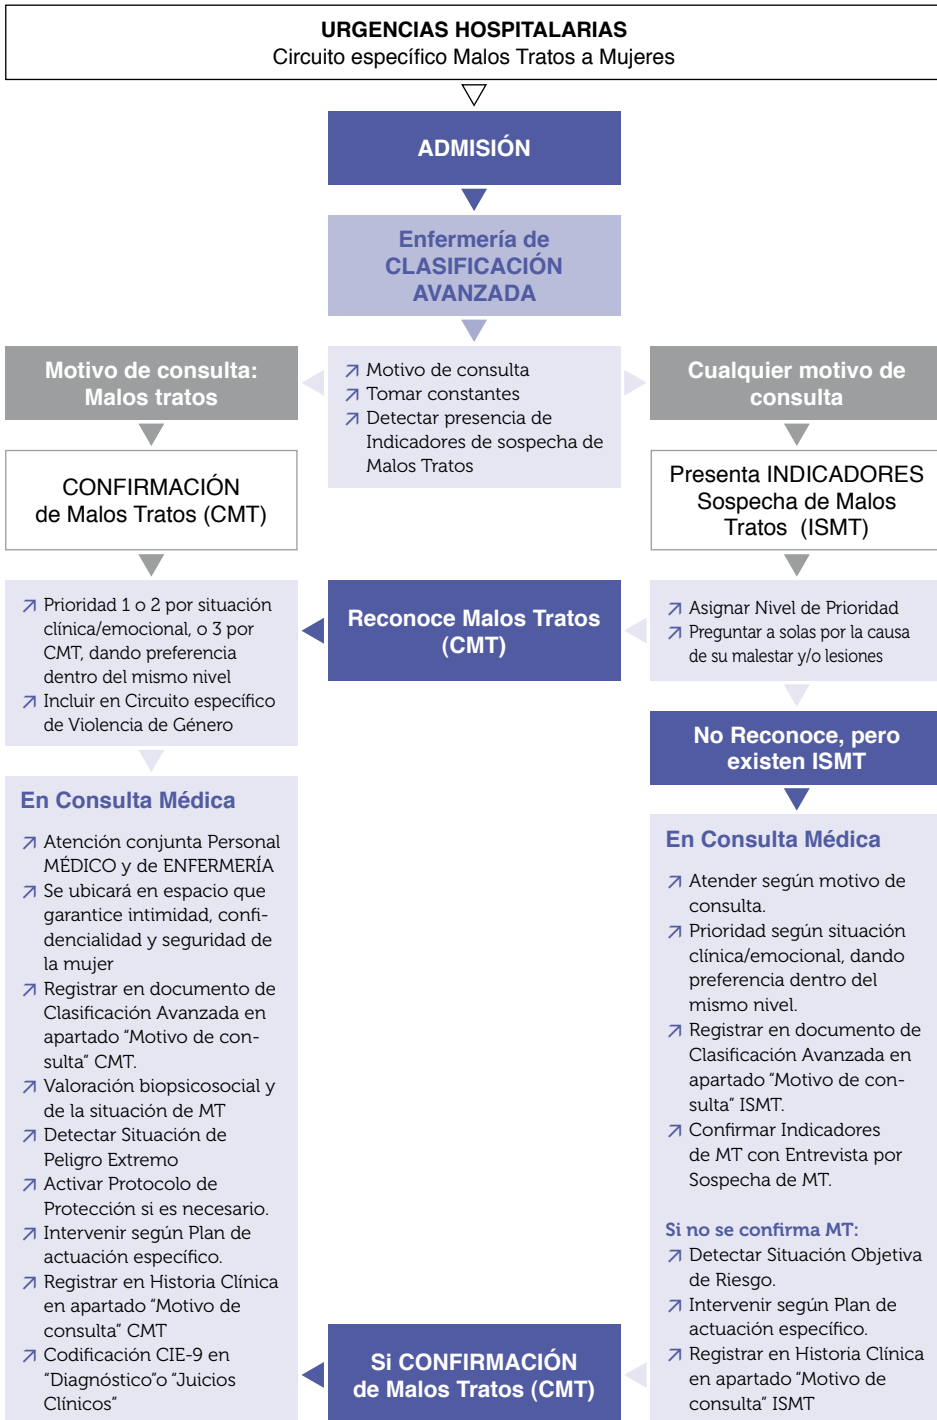 URGENCIAS HOSPITALARIAS
Circuito específico Malos Tratos a Mujeres
ADMISIÓN
Enfermería de
CLASIFICACIÓN
AVANZADA
Motivo de consulta:
Malos tratos
Motivo de consulta
Tomar constantes
Detectar presencia de
Indicadores de sospecha de
Malos Tratos
Cualquier motivo de
consulta
CONFIRMACIÓN
de Malos Tratos (CMT)
Presenta INDICADORES
Sospecha de Malos
Tratos (ISMT)
Prioridad 1 o 2 por situación
clínica/emocional, o 3 por
CMT, dando preferencia
dentro del mismo nivel
Incluir en Circuito específico
de Violencia de Género
Reconoce Malos Tratos
(CMT)
Asignar Nivel de Prioridad
Preguntar a solas por la causa
de su malestar y/o lesiones
No Reconoce, pero
existen ISMT
En Consulta Médica
Atención conjunta Personal
MÉDICO y de ENFERMERÍA
Se ubicará en espacio que
garantice intimidad, confi-
dencialidad y seguridad de
la mujer
Registrar en documento de
Clasificación Avanzada en
apartado "Motivo de con-
sulta" CMT.
Valoración biopsicosocial y
de la situación de MT
Detectar Situación de
Peligro Extremo
Activar Protocolo de
Protección si es necesario.
Intervenir según Plan de
actuación específico.
Registrar en Historia Clínica
en apartado "Motivo de
consulta" CMT
Codificación CIE-9 en
"Diagnóstico"o "Juicios
Clínicos"
En Consulta Médica
Atender según motivo de
consulta.
Prioridad según situación
clínica/emocional, dando
preferencia dentro del
mismo nivel.
Registrar en documento de
Clasificación Avanzada en
apartado "Motivo de con-
sulta" ISMT.
Confirmar Indicadores
de MT con Entrevista por
Sospecha de MT.
Si no se confirma MT:
Detectar Situación Objetiva
de Riesgo.
Intervenir según Plan de
actuación específico.
Registrar en Historia Clínica
en apartado "Motivo de
consulta" ISMT
Si CONFIRMACIÓN
de Malos Tratos (CMT)